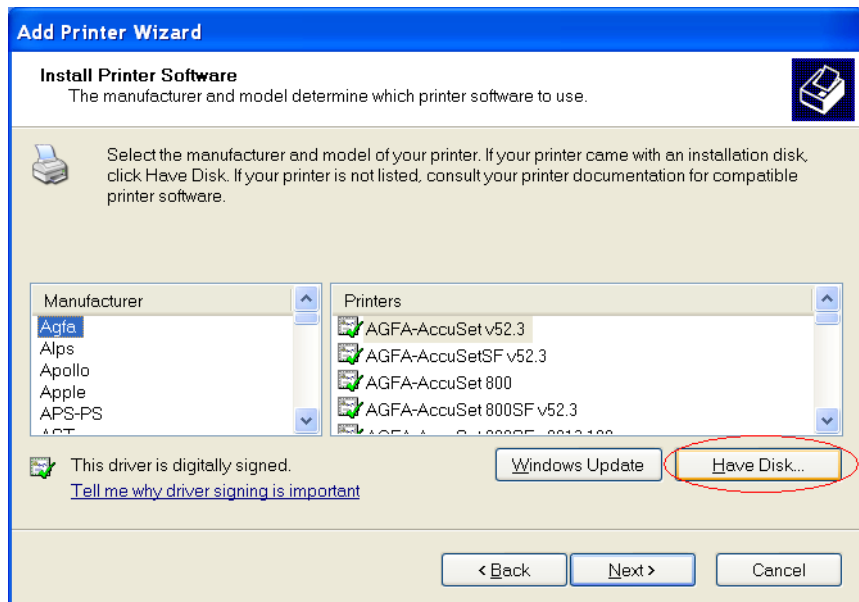 Add Printer Wizard
Install Printer Software
The manufacturer and model determine which printer software to use.
Select the manufacturer and model of your printer. If your printer came with an installation disk,
click Have Disk. If your printer is not listed, consult your printer documentation for compatible
printer software.
Manufacturer
Agfa
Alps
Apollo
Apple
APS-PS
Printers
AGFA-AccuSet v52.3
AGFA-AccuSetSF v52.3
AGFA-AccuSet 800
AGFA-AccuSet 800SF v52.3
This driver is digitally signed.
Tell me why driver signing is important
Windows Update
Have Disk...
< Back
Next >
Cancel